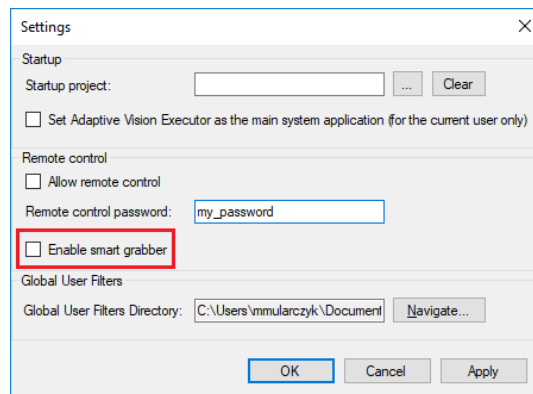 Settings
Startup
Startup project:
... Clear
Set Adaptive Vision Executor as the main system application (for the current user only)
Remote control
Allow remote control
Remote control password: my_password
Enable smart grabber
Global User Filters
Global User Filters Directory: C:\Users\mmularczyk\Document Navigate...
OK Cancel Apply